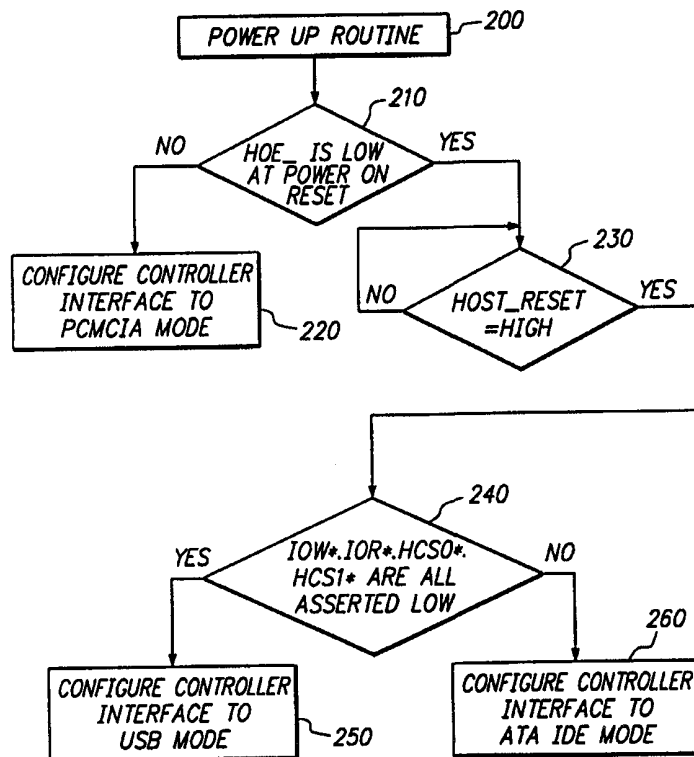 POWER UP ROUTINE
200
210
NO
YES
HOE_ IS LOW
AT POWER ON
RESET
230
CONFIGURE CONTROLLER
INTERFACE TO
PCMCIA MODE
220
NO
HOST_RESET
=HIGH
YES
240
YES
IOW*.IOR*.HCS0*.
HCS1* ARE ALL
ASSERTED LOW
NO
260
CONFIGURE CONTROLLER
INTERFACE TO
USB MODE
250
CONFIGURE CONTROLLER
INTERFACE TO
ATA IDE MODE